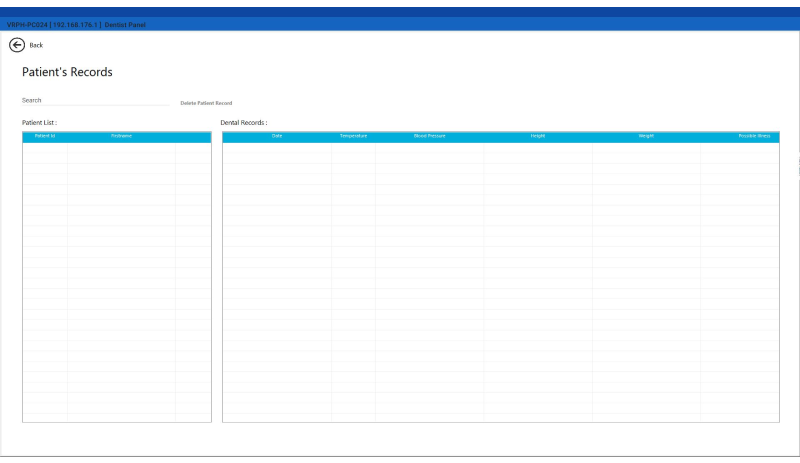 VRPH-PC024 | 192.168.176.1 | Dentist Panel
Back
Patient's Records
Search
Delete Patient Record
Patient List :
Dental Records :
Patient Id Firstname
Date Temperature Blood Pressure Height Weight Possible Illness